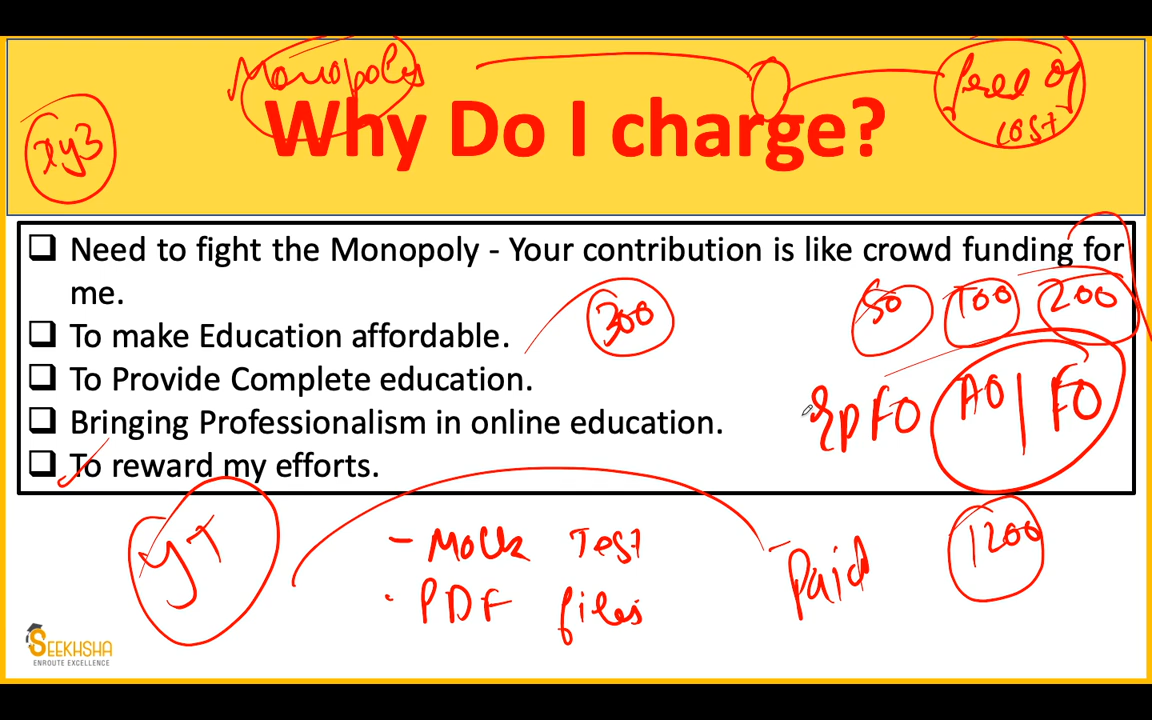 Monopoly
free of
cost
xyz
Why Do I charge?
Need to fight the Monopoly - Your contribution is like crowd funding for
me.
300
50 100 200
To make Education affordable.
To Provide Complete education.
AO | FO
EPFO
Bringing Professionalism in online education.
To reward my efforts.
YT
- Mock Test
1200
Paid
- PDF files
SEEKHSHA
ENROUTE EXCELLENCE